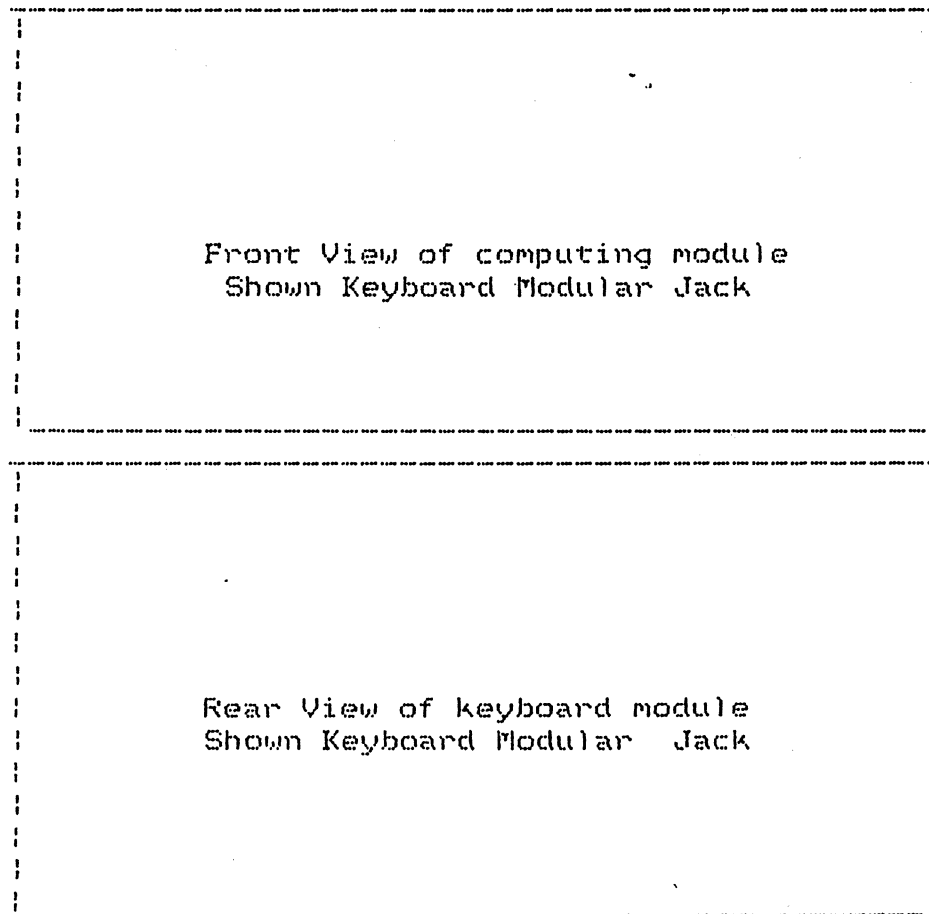 Front View of computing module
Shown Keyboard Modular Jack
Rear View of keyboard module
Shown Keyboard Modular Jack